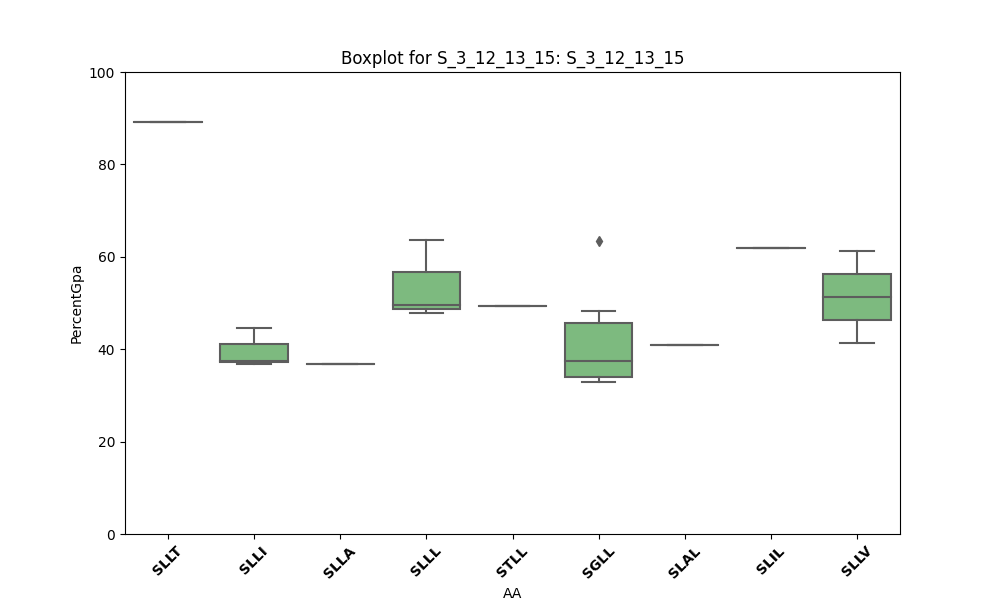 Boxplot for S_3_12_13_15: S_3_12_13_15
100
80
60
40
20
0
PercentGpa
SLLT
SLLI
SLLA
SLLL
STLL
SGLL
SLAL
SLIL
SLLV
AA